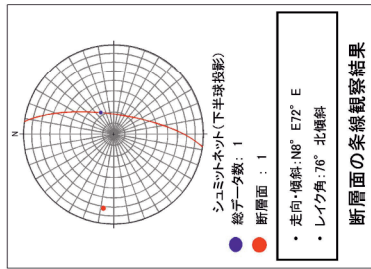 N
シュミットネット(下半球投影)
総データ数: 1
断層面 : 1
・ 走向・傾斜:N8° E72° E
・ レイク角:76° 北傾斜
断層面の条線観察結果